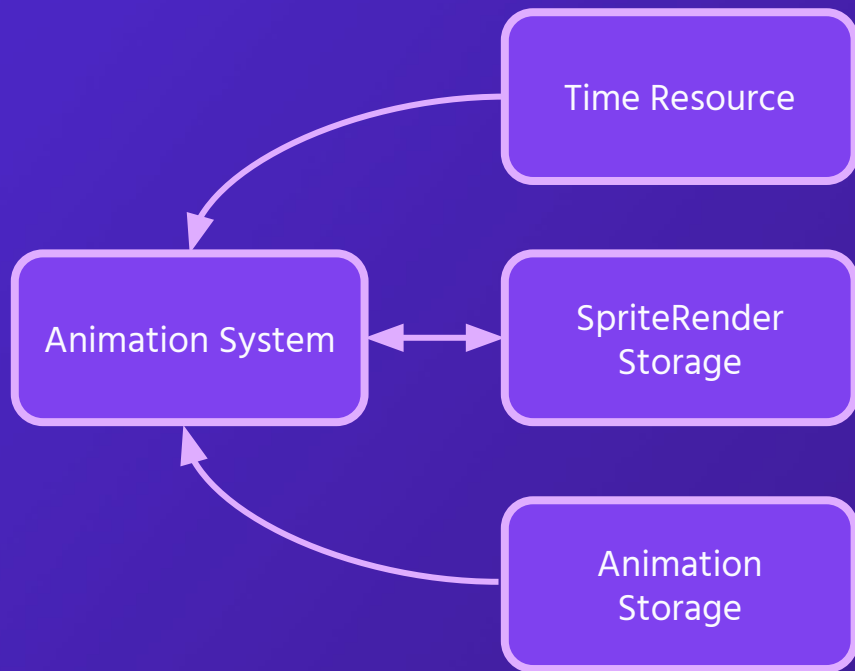 Time Resource
Animation System
SpriteRender
Storage
Animation
Storage